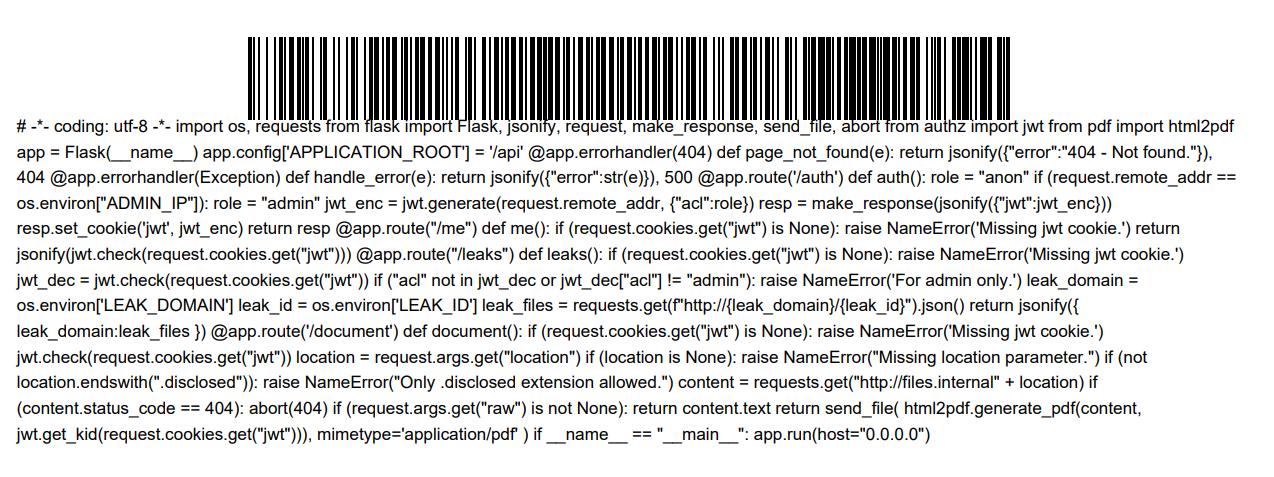 # -*- coding: utf-8 -*- import os, requests from flask import Flask, jsonify, request, make_response, send_file, abort from authz import jwt from pdf import html2pdf
app = Flask(__name__) app.config['APPLICATION_ROOT'] = '/api' @app.errorhandler(404) def page_not_found(e): return jsonify({"error":"404 - Not found."}),
404 @app.errorhandler(Exception) def handle_error(e): return jsonify({"error":str(e)}), 500 @app.route('/auth') def auth(): role = "anon" if (request.remote_addr ==
os.environ["ADMIN_IP"]): role = "admin" jwt_enc = jwt.generate(request.remote_addr, {"acl":role}) resp = make_response(jsonify({"jwt":jwt_enc}))
resp.set_cookie('jwt', jwt_enc) return resp @app.route("/me") def me(): if (request.cookies.get("jwt") is None): raise NameError('Missing jwt cookie.') return
jsonify(jwt.check(request.cookies.get("jwt"))) @app.route("/leaks") def leaks(): if (request.cookies.get("jwt") is None): raise NameError('Missing jwt cookie.')
jwt_dec = jwt.check(request.cookies.get("jwt")) if ("acl" not in jwt_dec or jwt_dec["acl"] != "admin"): raise NameError('For admin only.') leak_domain =
os.environ['LEAK_DOMAIN'] leak_id = os.environ['LEAK_ID'] leak_files = requests.get(f"http://{leak_domain}/{leak_id}").json() return jsonify({
leak_domain:leak_files }) @app.route('/document') def document(): if (request.cookies.get("jwt") is None): raise NameError('Missing jwt cookie.')
jwt.check(request.cookies.get("jwt")) location = request.args.get("location") if (location is None): raise NameError("Missing location parameter.") if (not
location.endswith(".disclosed")): raise NameError("Only .disclosed extension allowed.") content = requests.get("http://files.internal" + location) if
(content.status_code == 404): abort(404) if (request.args.get("raw") is not None): return content.text return send_file( html2pdf.generate_pdf(content,
jwt.get_kid(request.cookies.get("jwt"))), mimetype='application/pdf' ) if __name__ == "__main__": app.run(host="0.0.0.0")